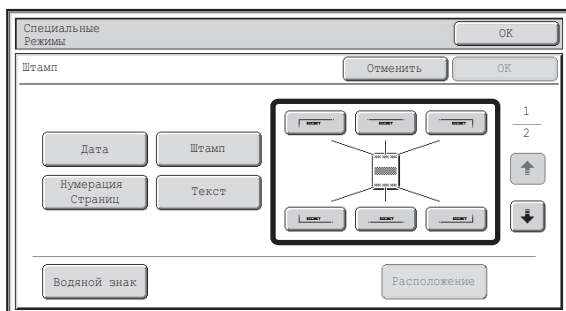 Специальные
Режимы
OK
Штамп
Отменить
OK
Дата
Штамп
Нумерация
Страниц
Текст
1
2
Водяной знак
Расположение